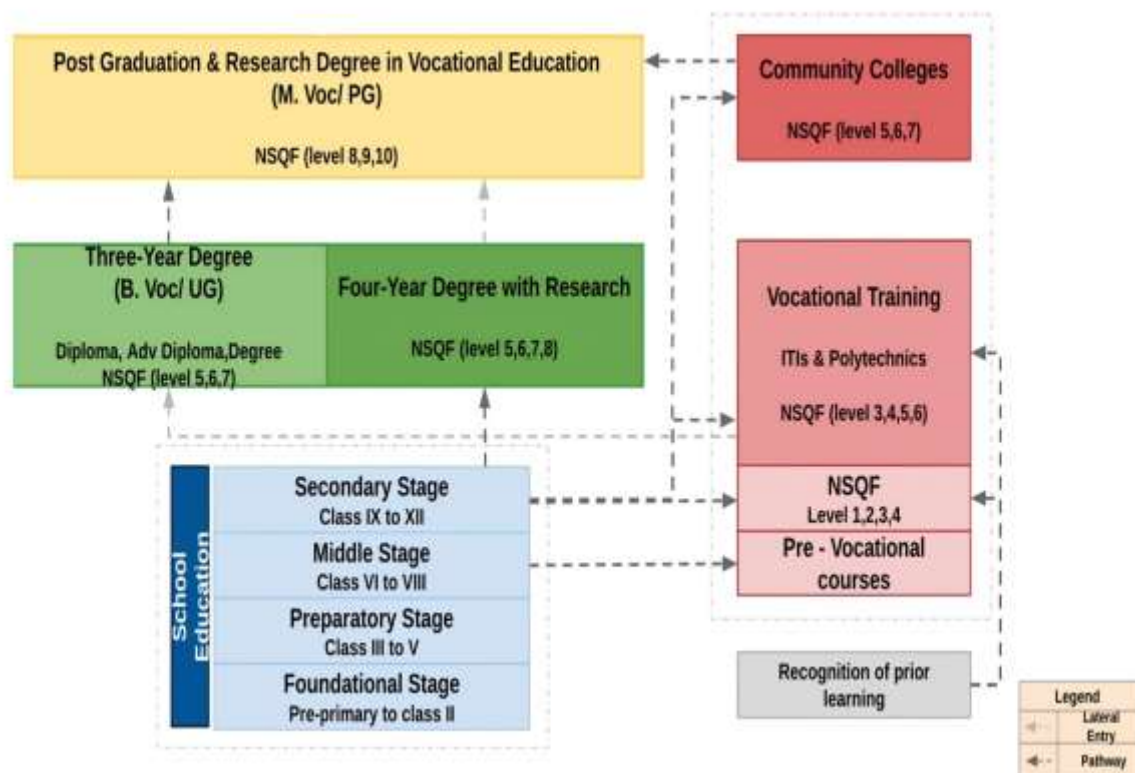 Post Graduation & Research Degree in Vocational Education
(M. Voc/ PG)
NSQF (level 8,9,10)
Community Colleges
NSQF (level 5,6,7)
Three-Year Degree
(B. Voc/ UG)
Diploma, Adv Diploma,Degree
NSQF (level 5,6,7)
Four-Year Degree with Research
NSQF (level 5,6,7,8)
Vocational Training
ITIs & Polytechnics
NSQF (level 3,4,5,6)
NSQF
Level 1,2,3,4
Pre - Vocational
courses
School
Education
Secondary Stage
Class IX to XII
Middle Stage
Class VI to VIII
Preparatory Stage
Class III to V
Foundational Stage
Pre-primary to class II
Recognition of prior
learning
Legend
Lateral
Entry
Pathway